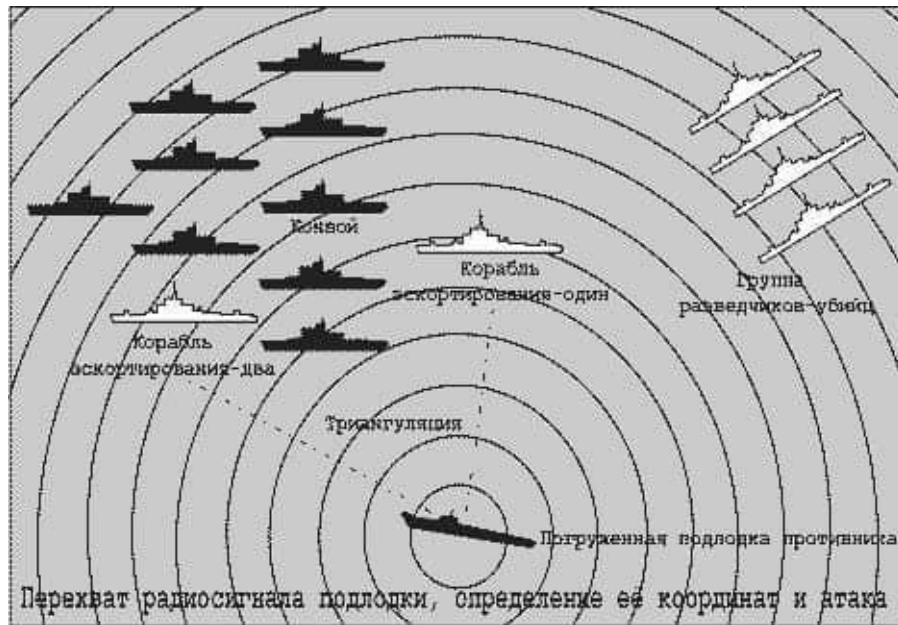 Конвой
Корабль
эскортирования-один
Группа
разведчиков-убийц
Корабль
эскортирования-два
Триангуляция
Погруженная подлодка противника
Перехват радиосигнала подлодки, определение ее координат и атака